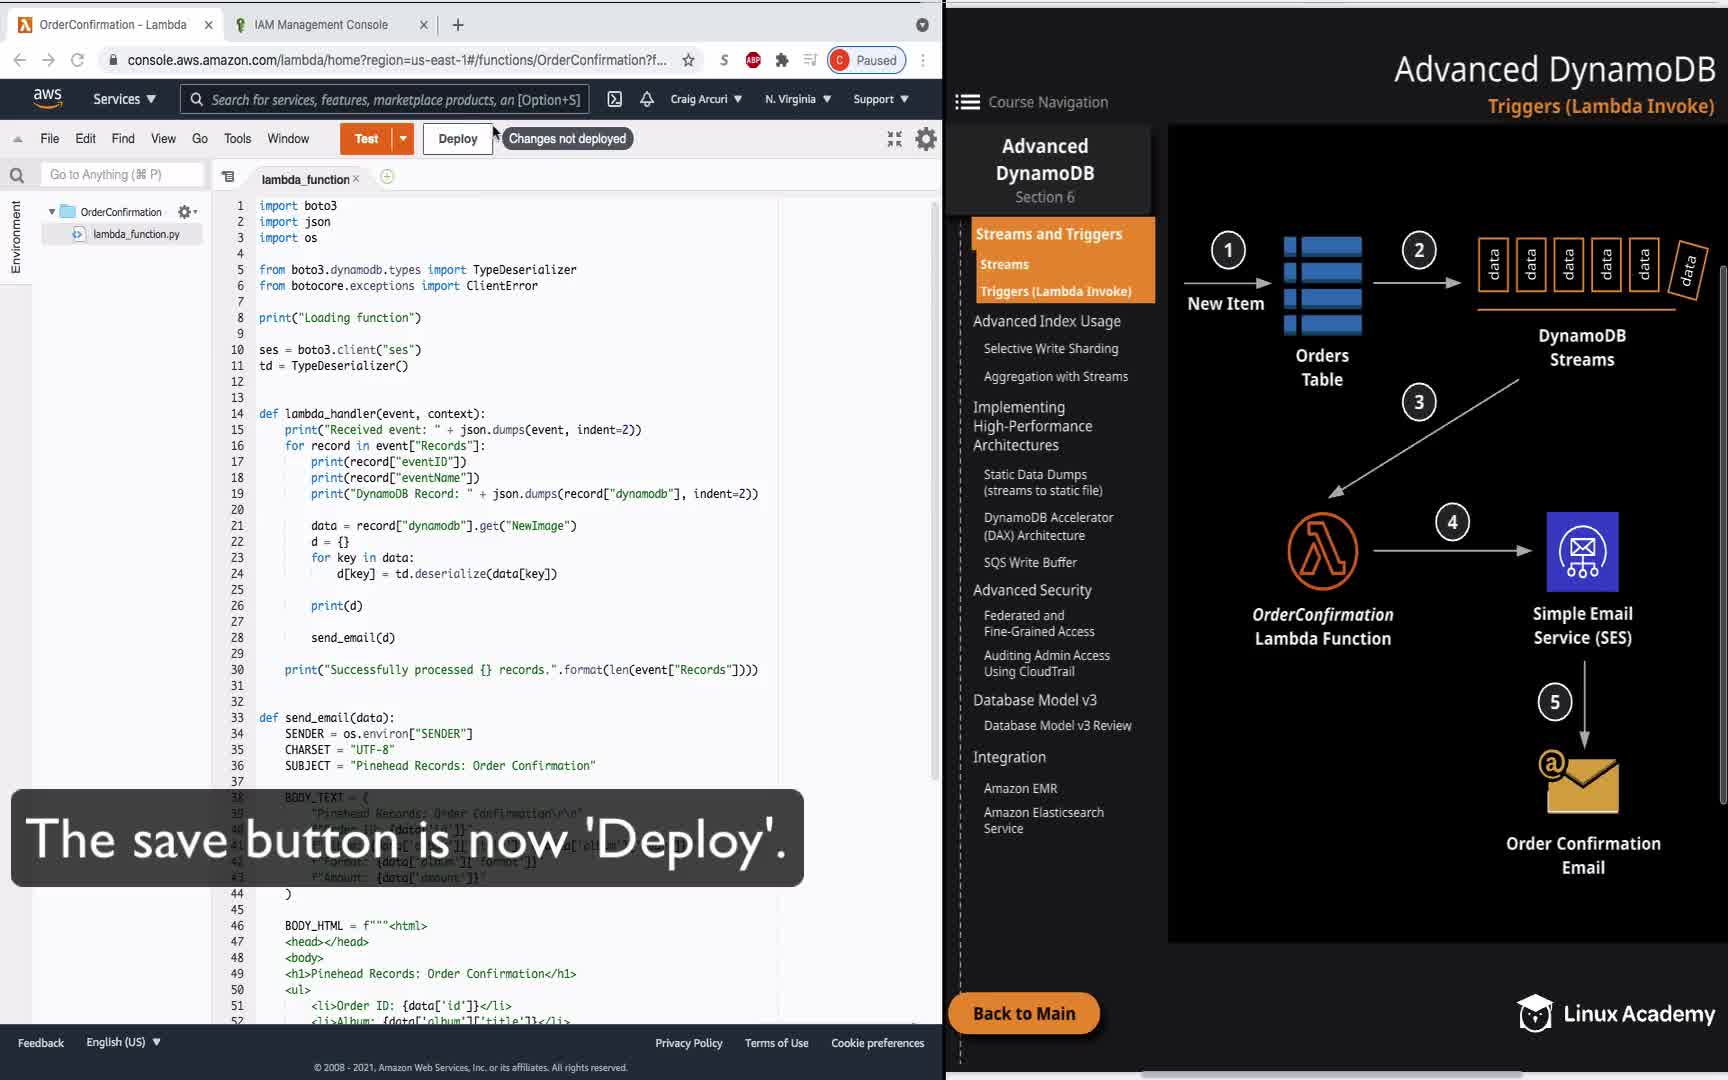 OrderConfirmation - Lambda
IAM Management Console
console.aws.amazon.com/lambda/home?region=us-east-1#/functions/OrderConfirmation?f...
S
ABP
C Paused
aws
Services
Search for services, features, marketplace products, an [Option+S]
Craig Arcuri
N. Virginia
Support
File Edit Find View Go Tools Window
Test
Deploy
Changes not deployed
Go to Anything (⌘ P)
Environment
OrderConfirmation
lambda_function.py
lambda_function
1 import boto3
2 import json
3 import os
4
5 from boto3.dynamodb.types import TypeDeserializer
6 from botocore.exceptions import ClientError
7
8 print("Loading function")
9
10 ses = boto3.client("ses")
11 td = TypeDeserializer()
12
13
14 def lambda_handler(event, context):
15 print("Received event: " + json.dumps(event, indent=2))
16 for record in event["Records"]:
17 print(record["eventID"])
18 print(record["eventName"])
19 print("DynamoDB Record: " + json.dumps(record["dynamodb"], indent=2))
20
21 data = record["dynamodb"].get("NewImage")
22 d = {}
23 for key in data:
24 d[key] = td.deserialize(data[key])
25
26 print(d)
27
28 send_email(d)
29
30 print("Successfully processed {} records.".format(len(event["Records"])))
31
32
33 def send_email(data):
34 SENDER = os.environ["SENDER"]
35 CHARSET = "UTF-8"
36 SUBJECT = "Pinehead Records: Order Confirmation"
37
38 BODY_TEXT = (
39 "Pinehead Records: Order Confirmation\r\n"
The save button is now 'Deploy'.
43 f"Amount: {data['amount']}"
44 )
45
46 BODY_HTML = f"""<html>
47 <head></head>
48 <body>
49 <h1>Pinehead Records: Order Confirmation</h1>
50 <ul>
51 <li>Order ID: {data['id']}</li>
52 <li>Album: {data['album']['title']}</li>
Feedback
English (US)
Privacy Policy
Terms of Use
Cookie preferences
© 2008 - 2021, Amazon Web Services, Inc. or its affiliates. All rights reserved.
Advanced DynamoDB
Triggers (Lambda Invoke)
Course Navigation
Advanced
DynamoDB
Section 6
Streams and Triggers
Streams
Triggers (Lambda Invoke)
Advanced Index Usage
Selective Write Sharding
Aggregation with Streams
Implementing
High-Performance
Architectures
Static Data Dumps
(streams to static file)
DynamoDB Accelerator
(DAX) Architecture
SQS Write Buffer
Advanced Security
Federated and
Fine-Grained Access
Auditing Admin Access
Using CloudTrail
Database Model v3
Database Model v3 Review
Integration
Amazon EMR
Amazon Elasticsearch
Service
Back to Main
1
New Item
Orders
Table
2
data data data data data data
DynamoDB
Streams
3
OrderConfirmation
Lambda Function
4
Simple Email
Service (SES)
5
@
Order Confirmation
Email
Linux Academy